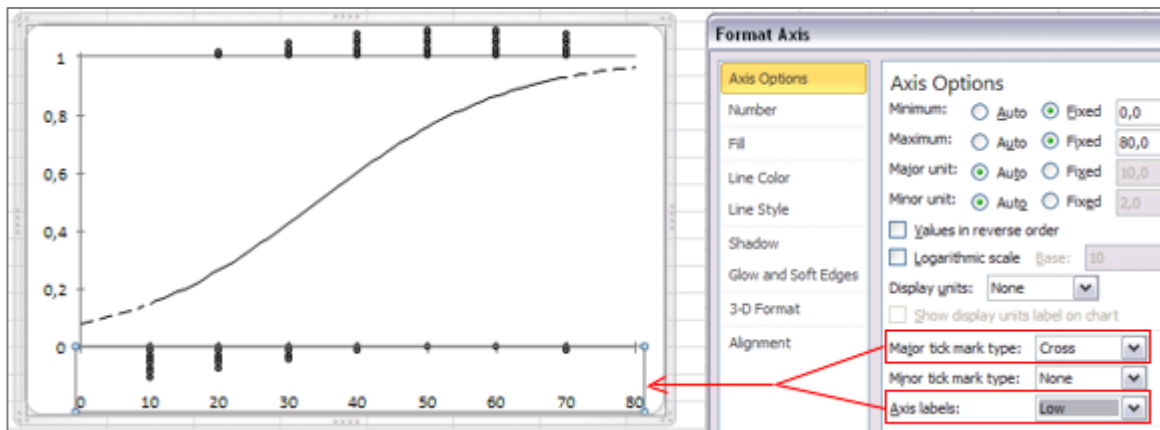 1
0,8
0,6
0,4
0,2
0
0 10 20 30 40 50 60 70 80
Format Axis
Axis Options
Number
Fill
Line Color
Line Style
Shadow
Glow and Soft Edges
3-D Format
Alignment
Axis Options
Minimum: Auto Fixed 0,0
Maximum: Auto Fixed 80,0
Major unit: Auto Fixed 10,0
Minor unit: Auto Fixed 2,0
Values in reverse order
Logarithmic scale Base: 10
Display units: None
Show display units label on chart
Major tick mark type: Cross
Minor tick mark type: None
Axis labels: Low